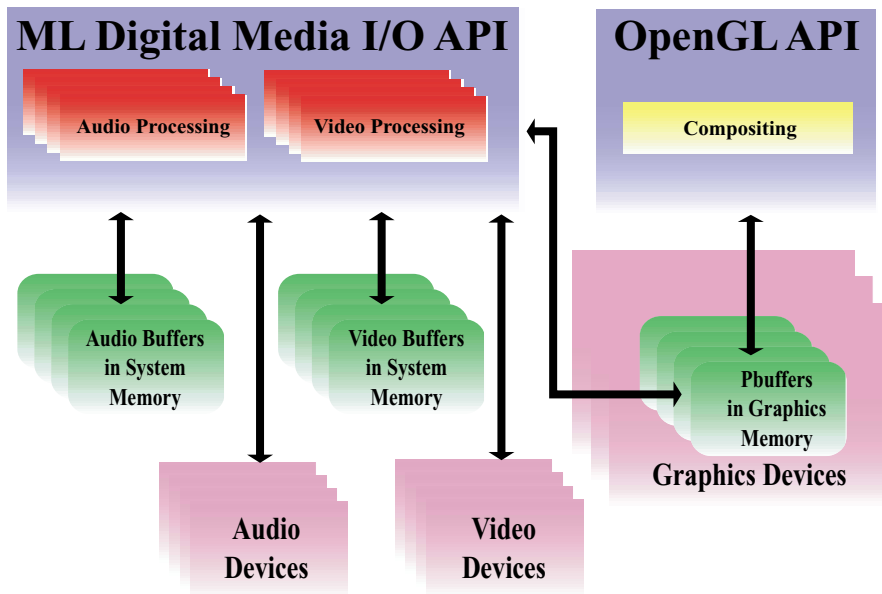 ML Digital Media I/O API
OpenGL API
Audio Processing
Video Processing
Compositing
Audio Buffers
in System
Memory
Video Buffers
in System
Memory
Pbuffers
in Graphics
Memory
Graphics Devices
Audio
Devices
Video
Devices